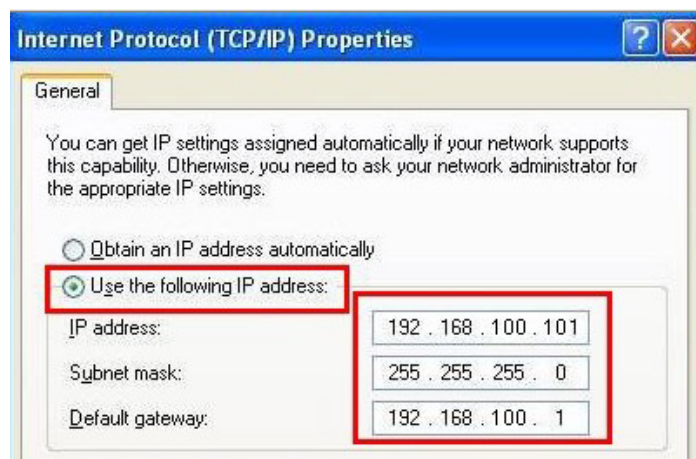 Internet Protocol (TCP/IP) Properties
General
You can get IP settings assigned automatically if your network supports
this capability. Otherwise, you need to ask your network administrator for
the appropriate IP settings.
Obtain an IP address automatically
Use the following IP address:
IP address: 192 . 168 . 100 . 101
Subnet mask: 255 . 255 . 255 . 0
Default gateway: 192 . 168 . 100 . 1